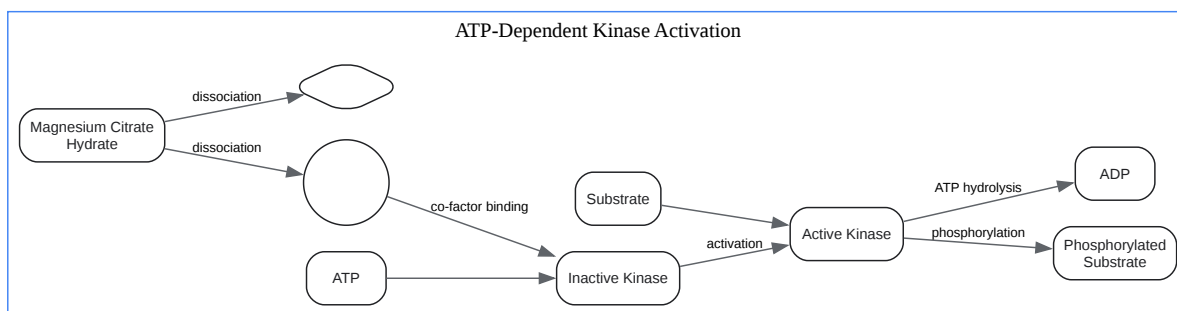 ATP-Dependent Kinase Activation
dissociation
Magnesium Citrate
Hydrate
dissociation
co-factor binding
ATP
Substrate
Inactive Kinase
activation
Active Kinase
ATP hydrolysis
phosphorylation
ADP
Phosphorylated
Substrate